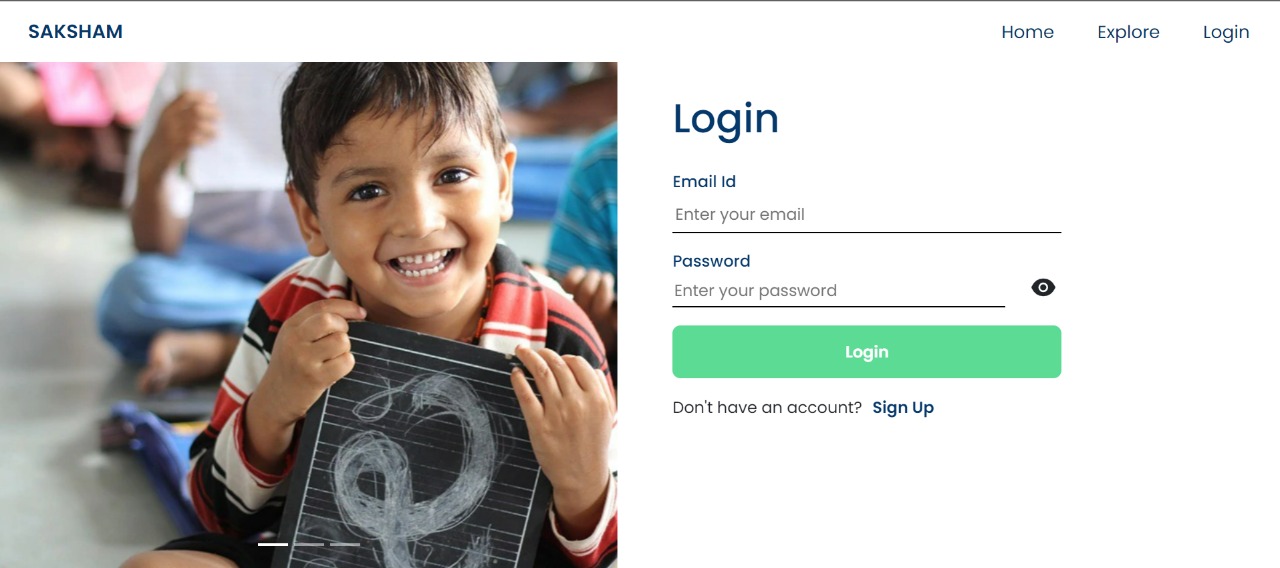 SAKSHAM
Home
Explore
Login
Login
Email Id
Enter your email
Password
Enter your password
Login
Don't have an account? Sign Up